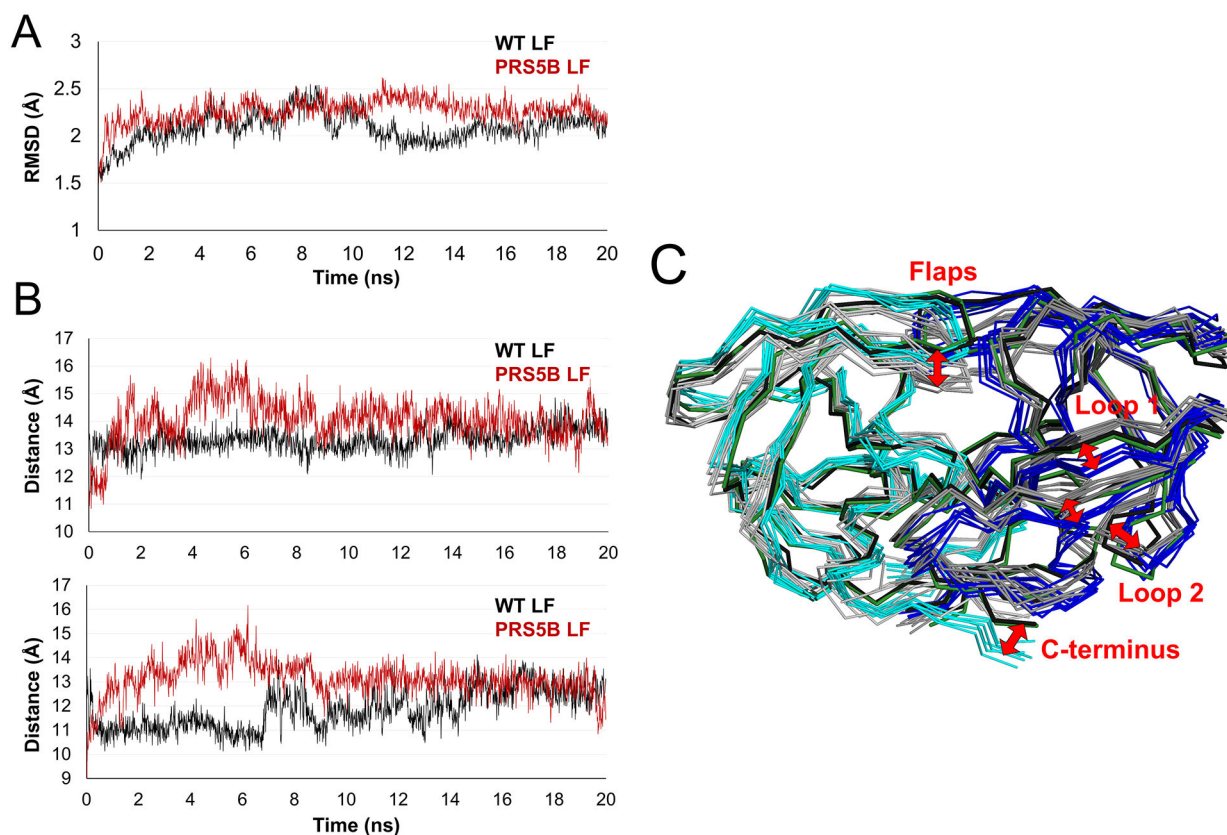 A
WT LF
PRS5B LF
RMSD (Å)
3
2.5
2
1.5
1
0 2 4 6 8 10 12 14 16 18 20
Time (ns)
B
WT LF
PRS5B LF
Distance (Å)
17
16
15
14
13
12
11
10
0 2 4 6 8 10 12 14 16 18 20
WT LF
PRS5B LF
Distance (Å)
17
16
15
14
13
12
11
10
9
0 2 4 6 8 10 12 14 16 18 20
Time (ns)
C
Flaps
Loop 1
Loop 2
C-terminus